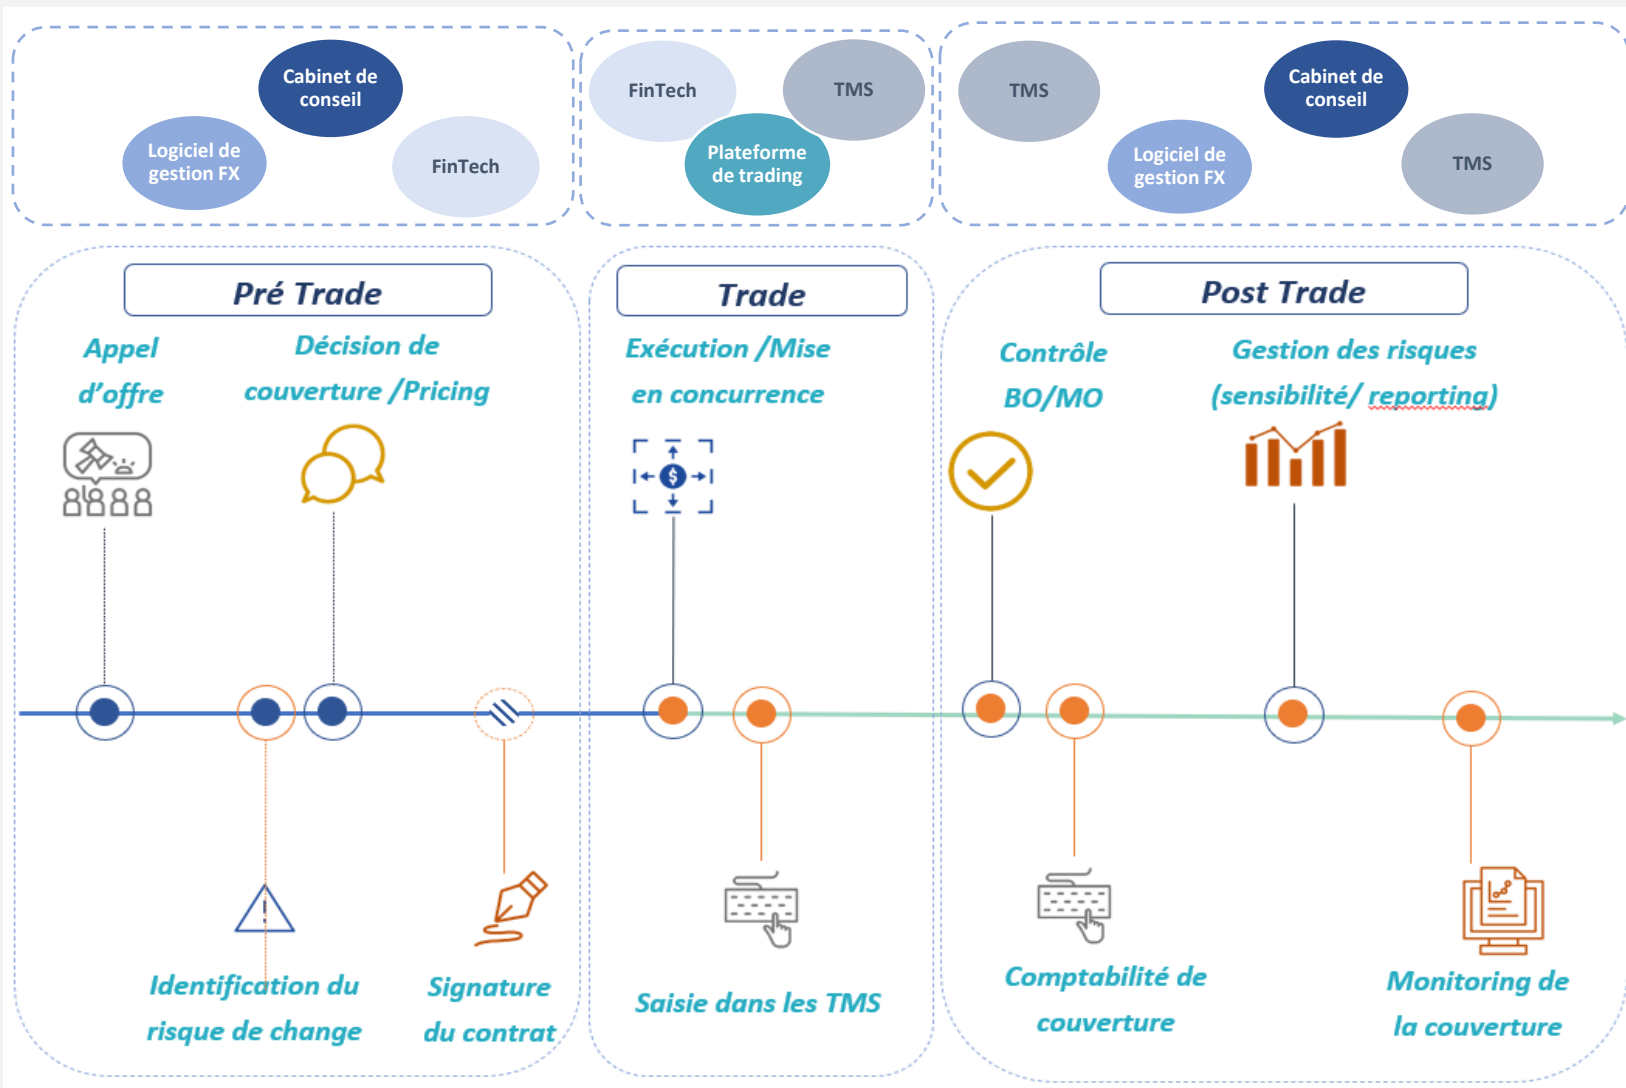 Cabinet de
conseil
Logiciel de
gestion FX
FinTech
FinTech
TMS
Plateforme
de trading
TMS
Cabinet de
conseil
Logiciel de
gestion FX
TMS
Pré Trade
Trade
Post Trade
Appel
d’offre
Décision de
couverture /Pricing
Exécution /Mise
en concurrence
Contrôle
BO/MO
Gestion des risques
(sensibilité/ reporting)
$
Identification du
risque de change
Signature
du contrat
Saisie dans les TMS
Comptabilité de
couverture
Monitoring de
la couverture